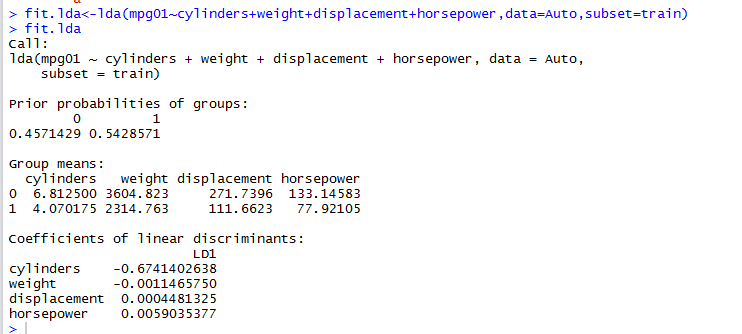 > fit.lda<-lda(mpg01~cylinders+weight+displacement+horsepower,data=Auto,subset=train)
> fit.lda
Call:
lda(mpg01 ~ cylinders + weight + displacement + horsepower, data = Auto,
    subset = train)

Prior probabilities of groups:
        0         1
0.4571429 0.5428571

Group means:
  cylinders   weight displacement horsepower
0  6.812500 3604.823     271.7396  133.14583
1  4.070175 2314.763     111.6623   77.92105

Coefficients of linear discriminants:
                       LD1
cylinders    -0.6741402638
weight       -0.0011465750
displacement  0.0004481325
horsepower    0.0059035377
>